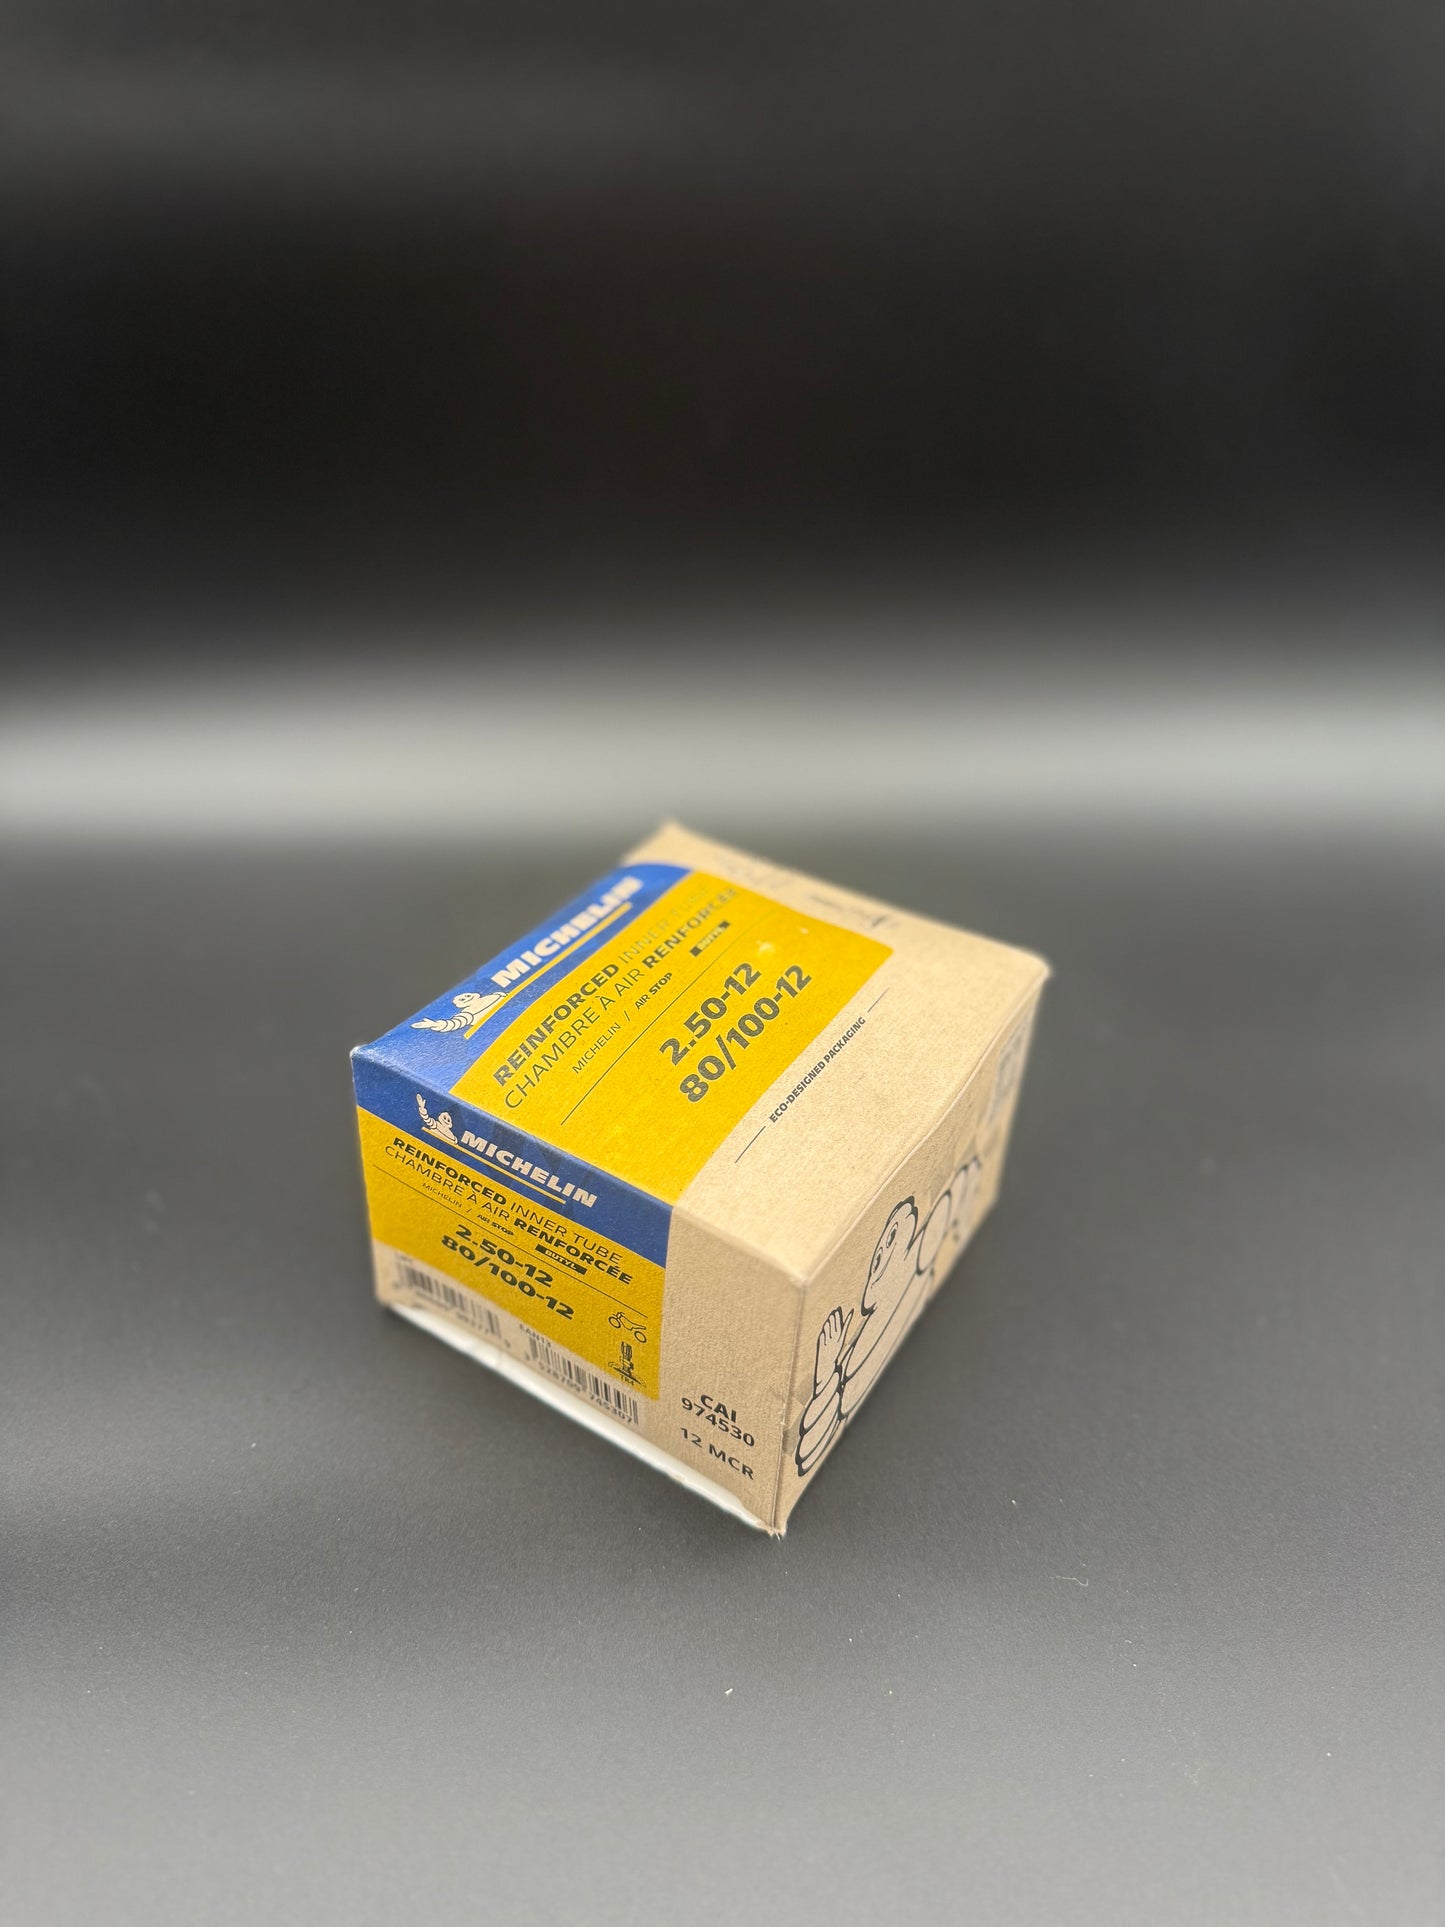 MICHELIN
REINFORCED INNER TUBE
CHAMBRE À AIR RENFORCÉE
MICHELIN / AIR STOP
BUTYL
2.50-12
80/100-12
ECO-DESIGNED PACKAGING
MICHELIN
REINFORCED INNER TUBE
CHAMBRE À AIR RENFORCÉE
MICHELIN / AIR STOP
BUTYL
2.50-12
80/100-12
EAN13
TR4
CAI
974530
12 MCR